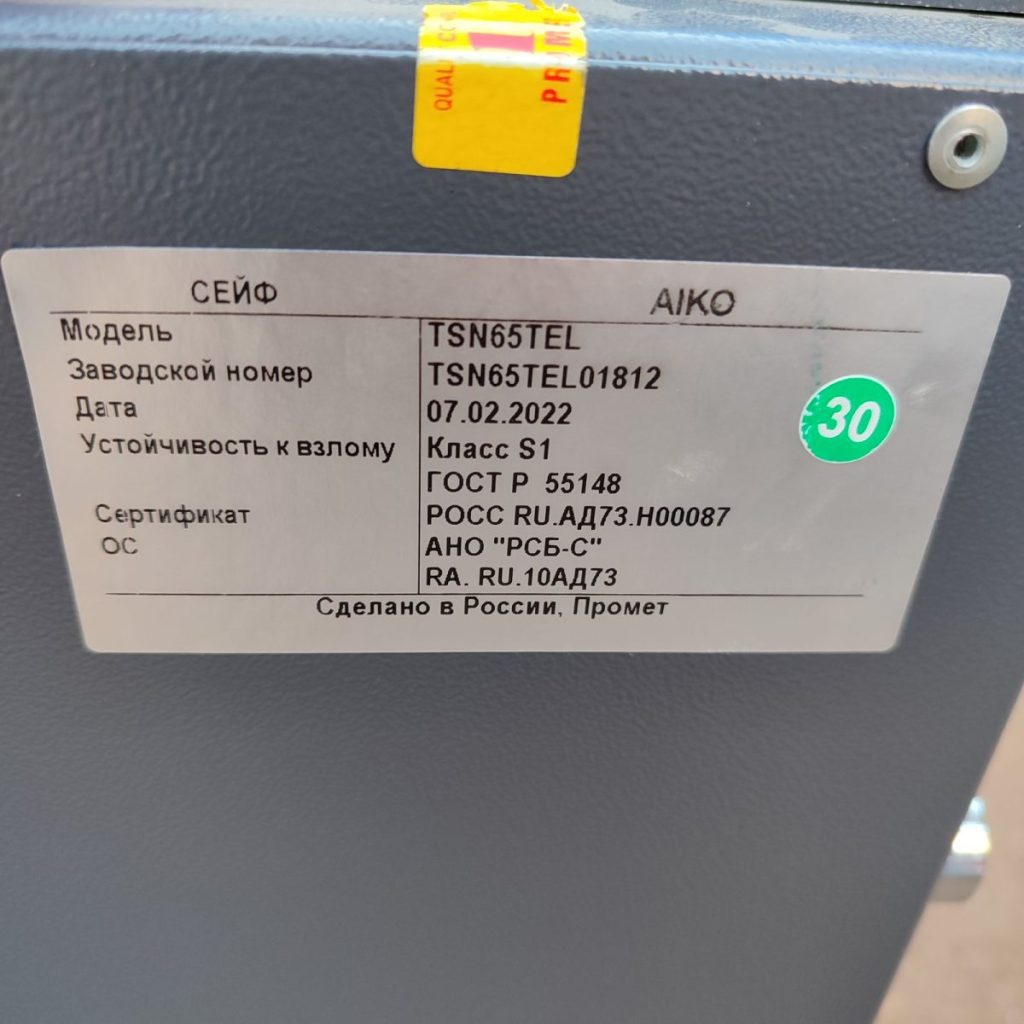 1
СЕЙФ AIKO
Модель TSN65TEL
Заводской номер TSN65TEL01812
Дата 07.02.2022
30
Устойчивость к взлому Класс S1
ГОСТ Р 55148
Сертификат РОСС RU.АД73.Н00087
ОС АНО "РСБ-С"
RA. RU.10АД73
Сделано в России, Промет